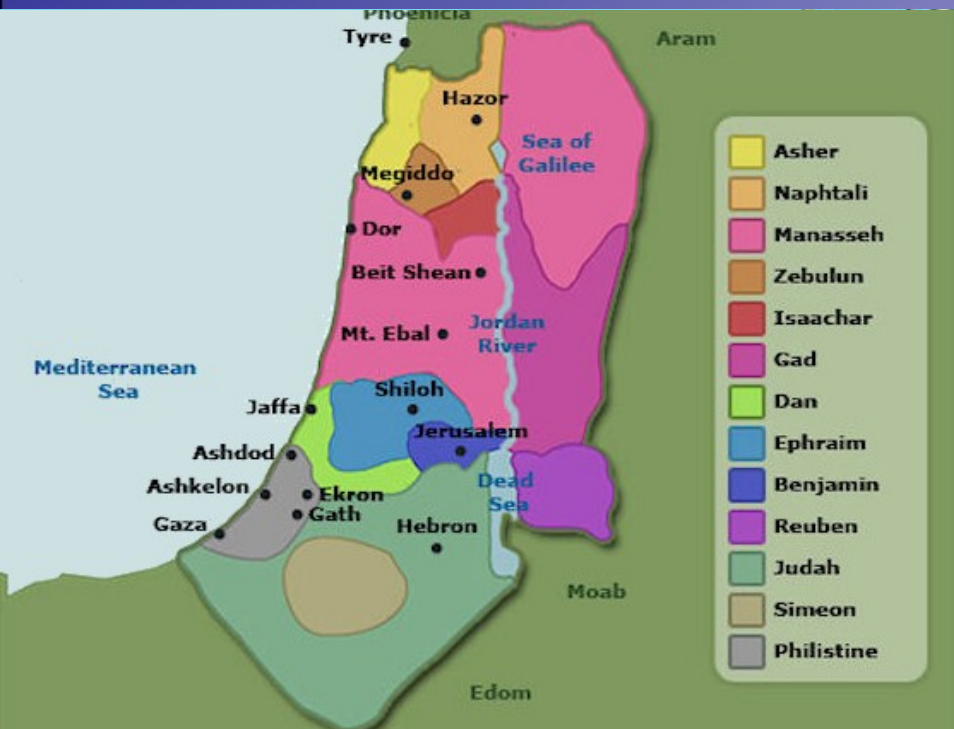 Phoenicia
Tyre
Aram
Hazor
Sea of
Galilee
Megiddo
Dor
Beit Shean
Mt. Ebal
Jordan
River
Mediterranean
Sea
Shiloh
Jaffa
Jerusalem
Ashdod
Dead
Sea
Ashkelon
Ekron
Gath
Gaza
Hebron
Moab
Edom
Asher
Naphtali
Manasseh
Zebulun
Isaachar
Gad
Dan
Ephraim
Benjamin
Reuben
Judah
Simeon
Philistine